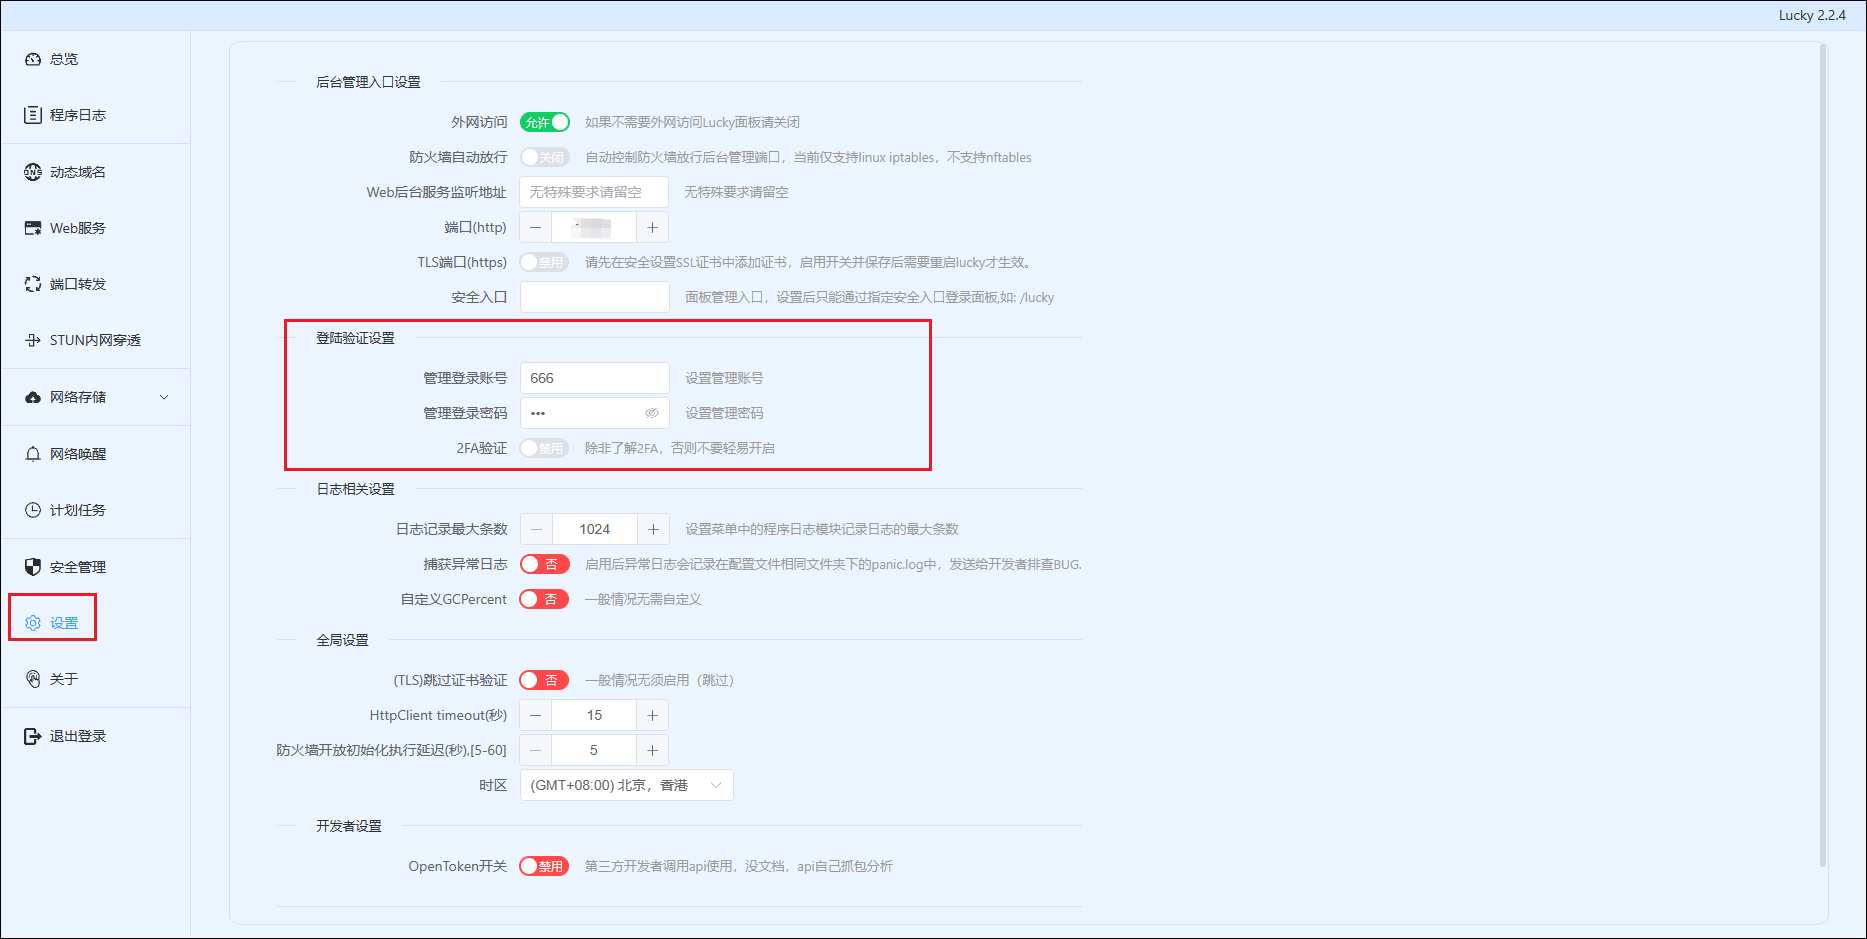 Lucky 2.2.4
总览
程序日志
动态域名
Web服务
端口转发
STUN内网穿透
网络存储
网络唤醒
计划任务
安全管理
设置
关于
退出登录
后台管理入口设置
外网访问 允许 如果不需要外网访问Lucky面板请关闭
防火墙自动放行 关闭 自动控制防火墙放行后台管理端口，当前仅支持linux iptables，不支持nftables
Web后台服务监听地址 无特殊要求请留空 无特殊要求请留空
端口(http)
TLS端口(https) 禁用 请先在安全设置SSL证书中添加证书，启用开关并保存后需要重启lucky才生效。
安全入口 面板管理入口，设置后只能通过指定安全入口登录面板,如: /lucky
登陆验证设置
管理登录账号 666 设置管理账号
管理登录密码 ••• 设置管理密码
2FA验证 禁用 除非了解2FA，否则不要轻易开启
日志相关设置
日志记录最大条数 1024 设置菜单中的程序日志模块记录日志的最大条数
捕获异常日志 否 启用后异常日志会记录在配置文件相同文件夹下的panic.log中，发送给开发者排查BUG.
自定义GCPercent 否 一般情况无需自定义
全局设置
(TLS)跳过证书验证 否 一般情况无须启用（跳过）
HttpClient timeout(秒) 15
防火墙开放初始化执行延迟(秒),[5-60] 5
时区 (GMT+08:00) 北京，香港
开发者设置
OpenToken开关 禁用 第三方开发者调用api使用，没文档，api自己抓包分析